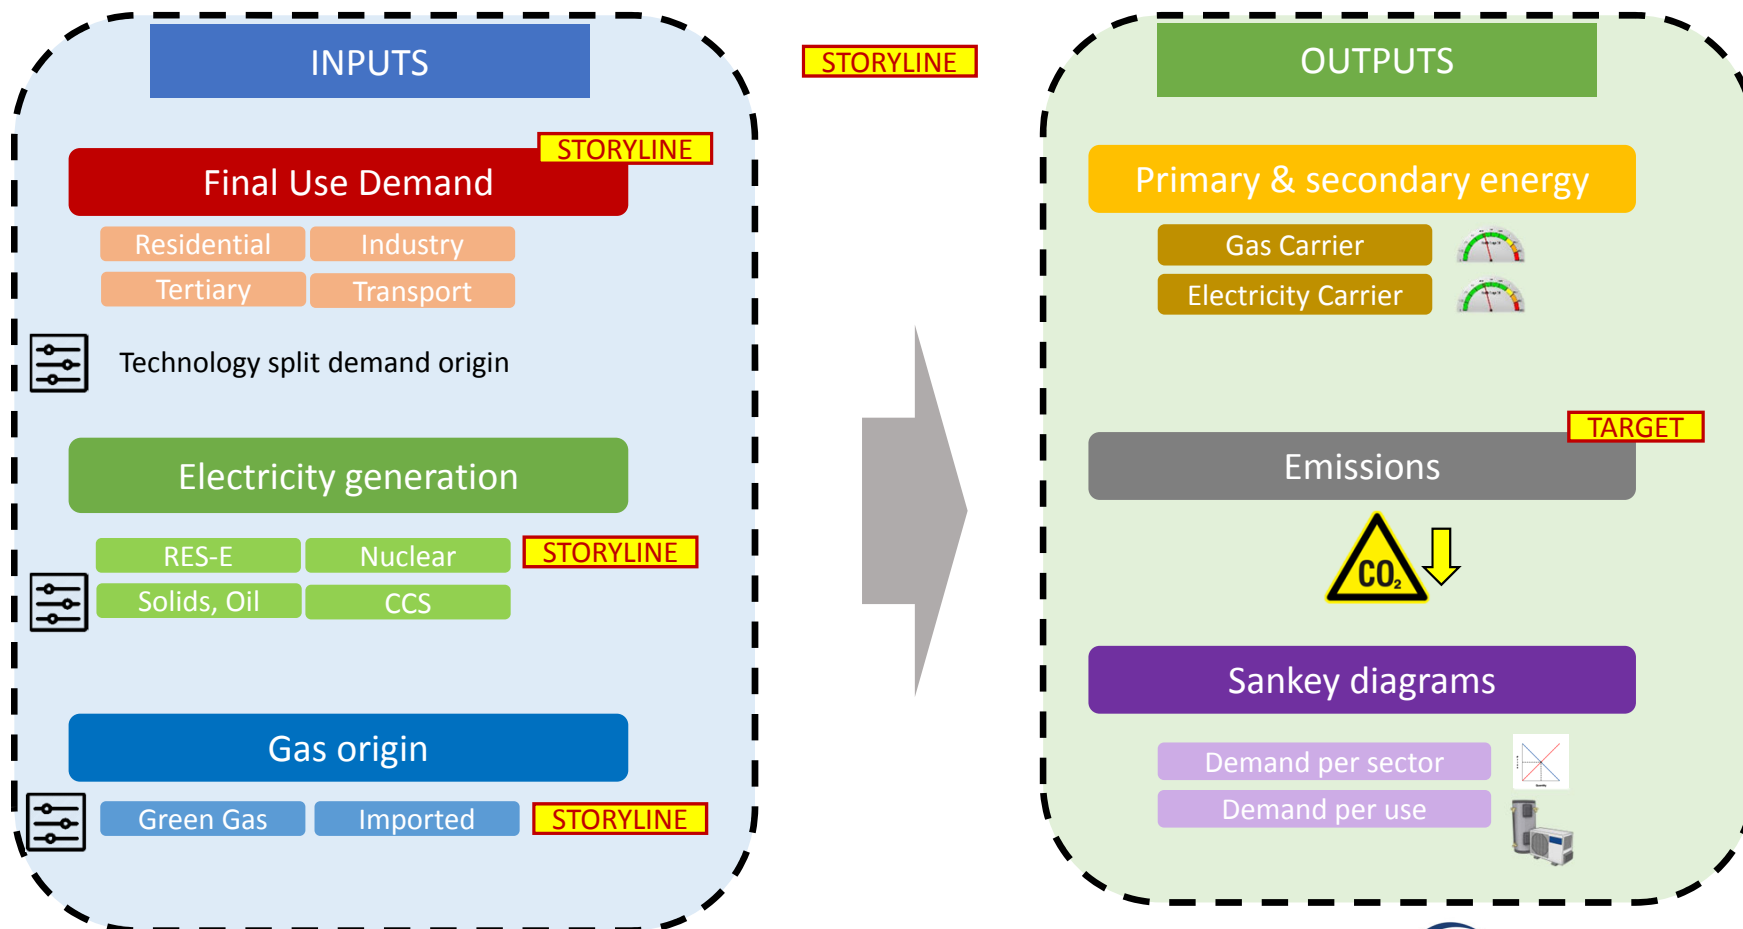 INPUTS
STORYLINE
Final Use Demand
Residential
Industry
Tertiary
Transport
Technology split demand origin
Electricity generation
RES-E
Nuclear
STORYLINE
Solids, Oil
CCS
Gas origin
Green Gas
Imported
STORYLINE
STORYLINE
OUTPUTS
Primary & secondary energy
Gas Carrier
Electricity Carrier
TARGET
Emissions
CO₂
Sankey diagrams
Demand per sector
Demand per use